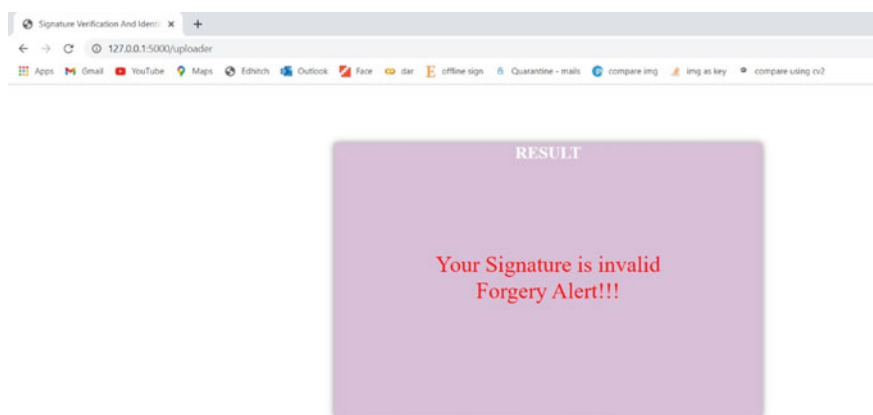 Signature Verification And Identi
127.0.0.1:5000/uploader
Apps Gmail YouTube Maps Edhitch Outlook Face dar offline sign Quarantine - mails compare img img as key compare using cv2
RESULT
Your Signature is invalid
Forgery Alert!!!